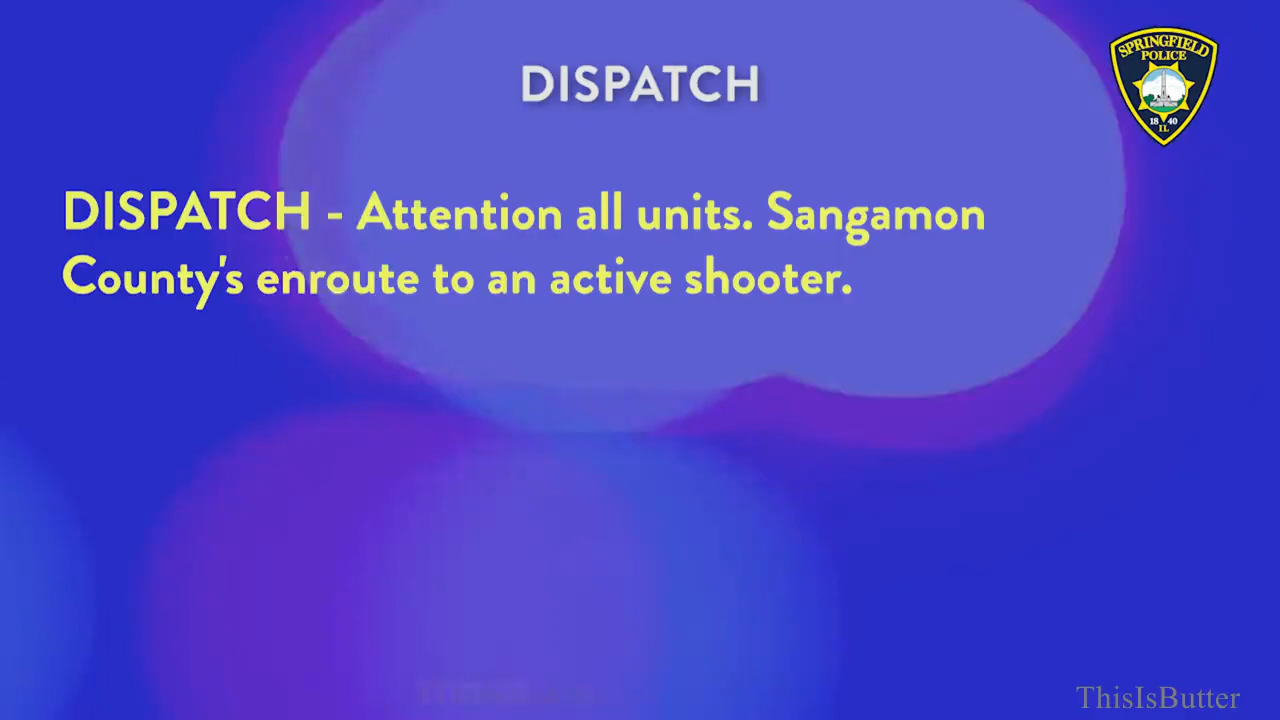 DISPATCH
SPRINGFIELD
POLICE
18 40
IL
DISPATCH - Attention all units. Sangamon
County's enroute to an active shooter.
ThisIsButter